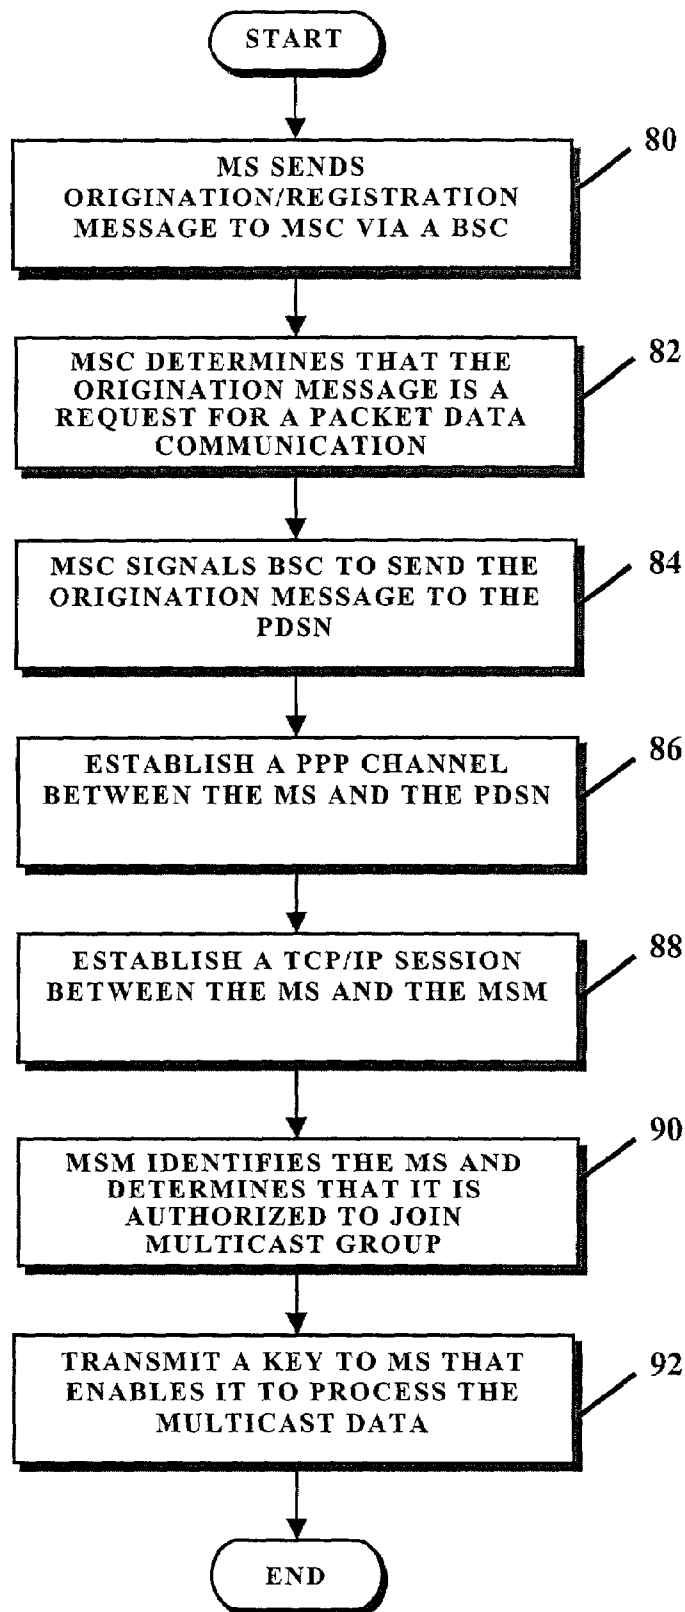 START
80
MS SENDS
ORIGINATION/REGISTRATION
MESSAGE TO MSC VIA A BSC
82
MSC DETERMINES THAT THE
ORIGINATION MESSAGE IS A
REQUEST FOR A PACKET DATA
COMMUNICATION
84
MSC SIGNALS BSC TO SEND THE
ORIGINATION MESSAGE TO THE
PDSN
86
ESTABLISH A PPP CHANNEL
BETWEEN THE MS AND THE PDSN
88
ESTABLISH A TCP/IP SESSION
BETWEEN THE MS AND THE MSM
90
MSM IDENTIFIES THE MS AND
DETERMINES THAT IT IS
AUTHORIZED TO JOIN
MULTICAST GROUP
92
TRANSMIT A KEY TO MS THAT
ENABLES IT TO PROCESS THE
MULTICAST DATA
END